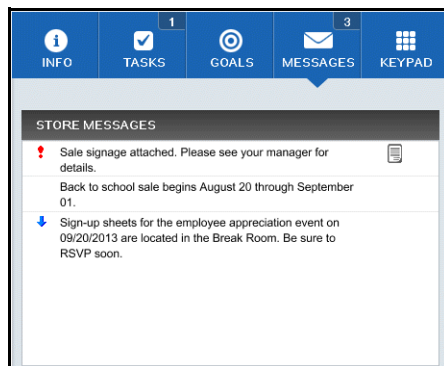 1
3
INFO
TASKS
GOALS
MESSAGES
KEYPAD
STORE MESSAGES
Sale signage attached. Please see your manager for
details.
Back to school sale begins August 20 through September
01.
Sign-up sheets for the employee appreciation event on
09/20/2013 are located in the Break Room. Be sure to
RSVP soon.